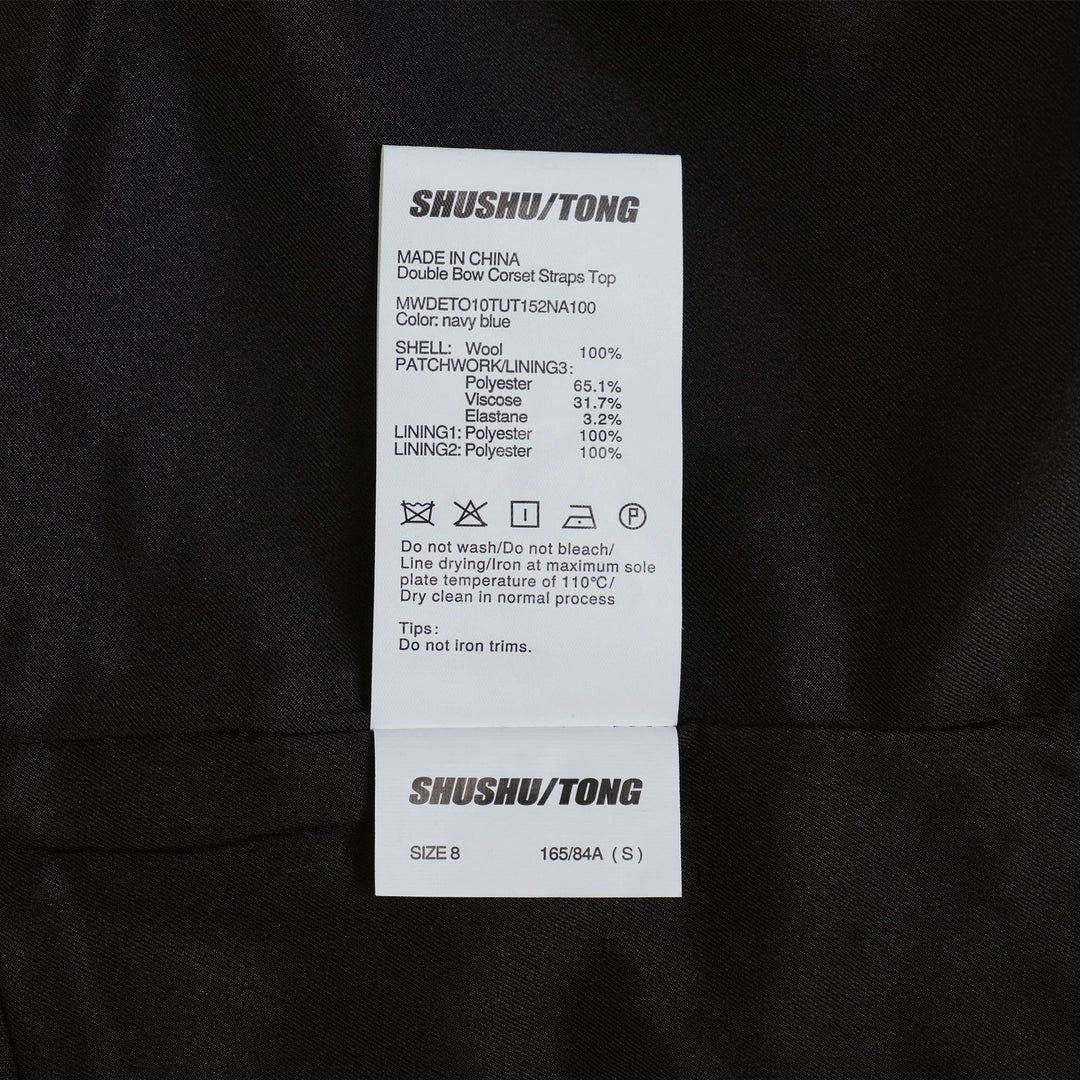 SHUSHU/TONG
MADE IN CHINA
Double Bow Corset Straps Top
MWDETO10TUT152NA100
Color: navy blue
SHELL: Wool 100%
PATCHWORK/LINING3:
Polyester 65.1%
Viscose 31.7%
Elastane 3.2%
LINING1: Polyester 100%
LINING2: Polyester 100%
P
Do not wash/Do not bleach/
Line drying/Iron at maximum sole
plate temperature of 110℃/
Dry clean in normal process
Tips:
Do not iron trims.
SHUSHU/TONG
SIZE 8 165/84A (S)